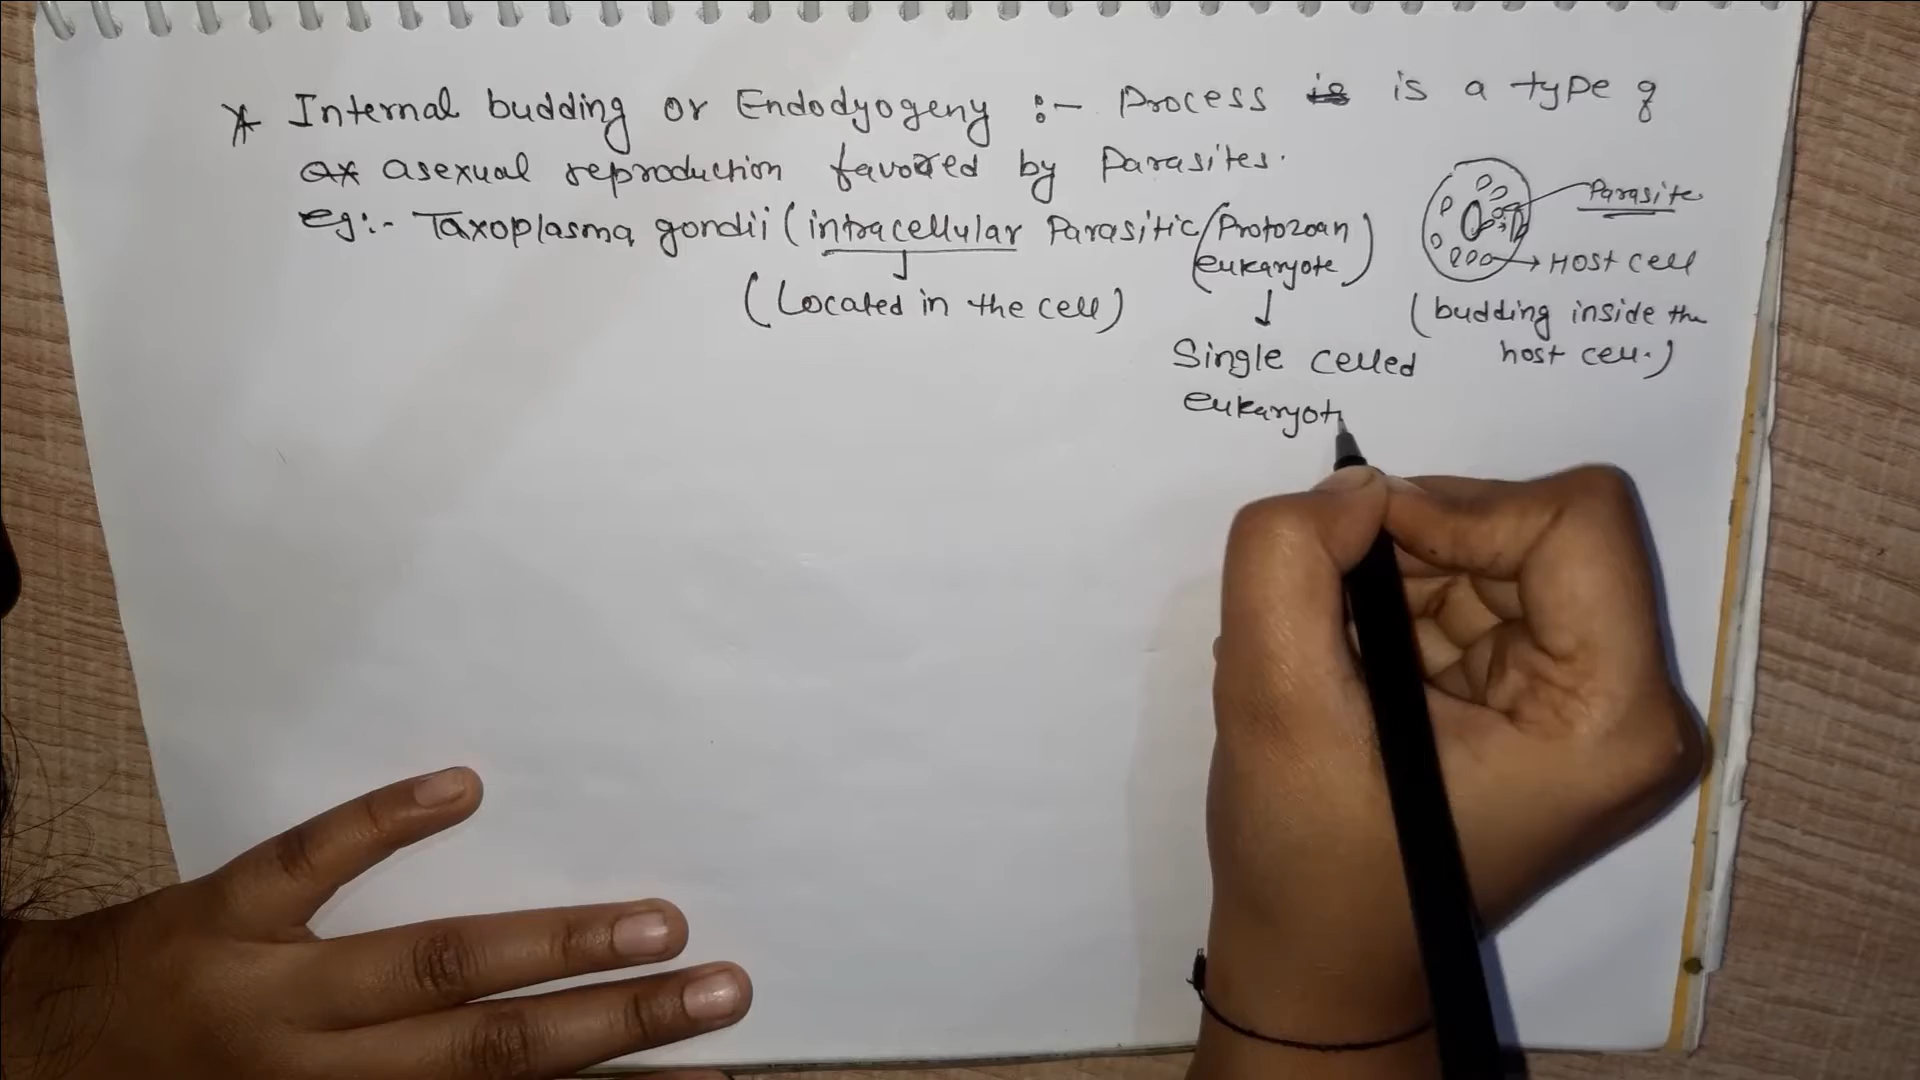 * Internal budding or Endodyogeny :- Process is is a type of
asexual reproduction favored by Parasites.
eg:- Taxoplasma gondii (intracellular Parasitic (Protozoan
eukaryote)
(Located in the cell)
Single celled
eukaryot
Parasite
Host cell
(budding inside the
host cell.)